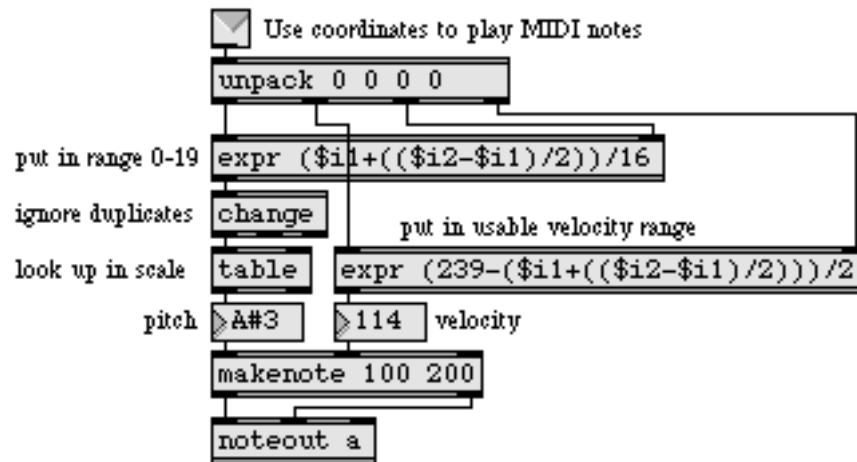 Use coordinates to play MIDI notes
unpack 0 0 0 0
put in range 0-19
expr ($i1+(($i2-$i1)/2))/16
ignore duplicates
change
put in usable velocity range
look up in scale
table
expr (239-($i1+(($i2-$i1)/2)))/2
pitch
A#3
114
velocity
makenote 100 200
noteout a